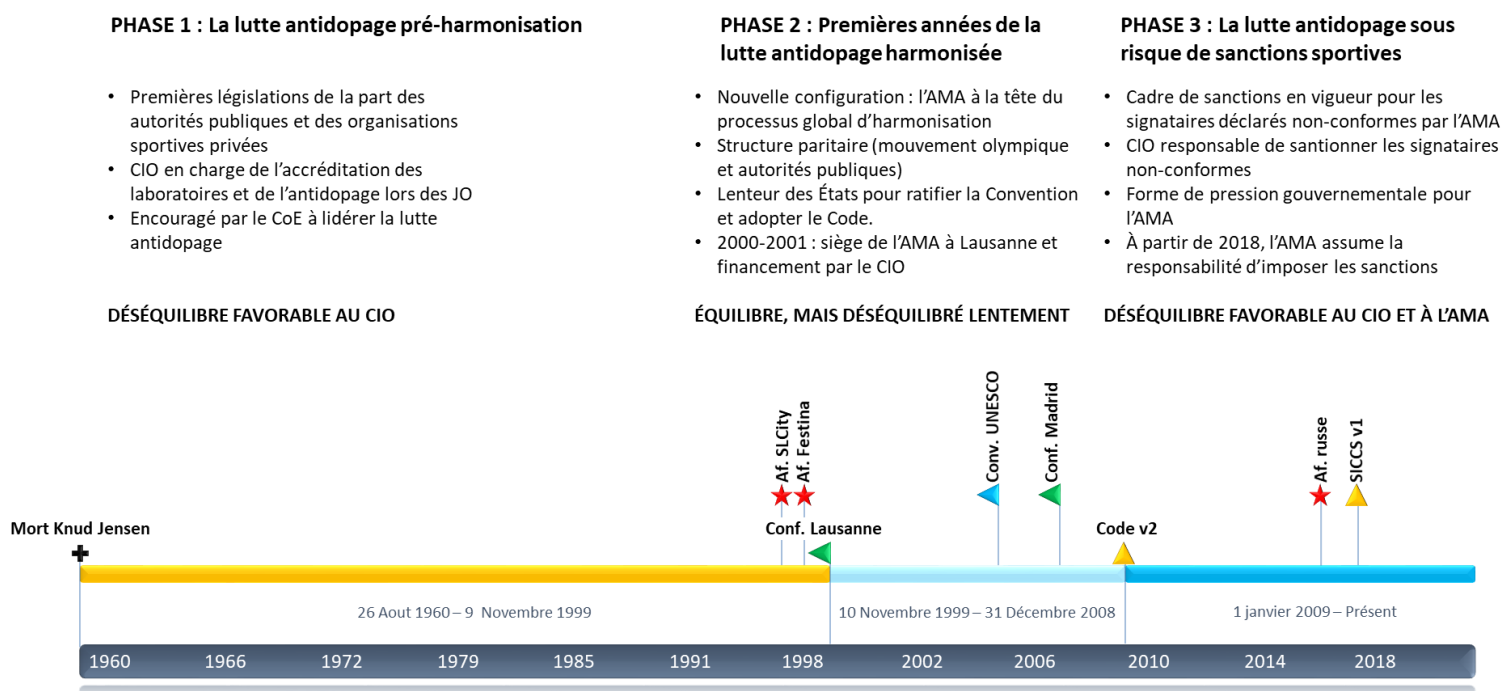 PHASE 1 : La lutte antidopage pré-harmonisation
• Premières législations de la part des
autorités publiques et des organisations
sportives privées
• CIO en charge de l’accréditation des
laboratoires et de l’antidopage lors des JO
• Encouragé par le CoE à lidérer la lutte
antidopage
DÉSÉQUILIBRE FAVORABLE AU CIO
PHASE 2 : Premières années de la
lutte antidopage harmonisée
• Nouvelle configuration : l’AMA à la tête du
processus global d’harmonisation
• Structure paritaire (mouvement olympique
et autorités publiques)
• Lenteur des États pour ratifier la Convention
et adopter le Code.
• 2000-2001 : siège de l’AMA à Lausanne et
financement par le CIO
ÉQUILIBRE, MAIS DÉSÉQUILIBRÉ LENTEMENT
PHASE 3 : La lutte antidopage sous
risque de sanctions sportives
• Cadre de sanctions en vigueur pour les
signataires déclarés non-conformes par l’AMA
• CIO responsable de santionner les signataires
non-conformes
• Forme de pression gouvernementale pour
l’AMA
• À partir de 2018, l’AMA assume la
responsabilité d’imposer les sanctions
DÉSÉQUILIBRE FAVORABLE AU CIO ET À L’AMA
Mort Knud Jensen
Af. SLCity
Af. Festina
Conf. Lausanne
Conv. UNESCO
Conf. Madrid
Code v2
Af. russe
SICCS v1
26 Aout 1960 – 9 Novembre 1999
10 Novembre 1999 – 31 Décembre 2008
1 janvier 2009 – Présent
1960 1966 1972 1979 1985 1991 1998 2002 2006 2010 2014 2018